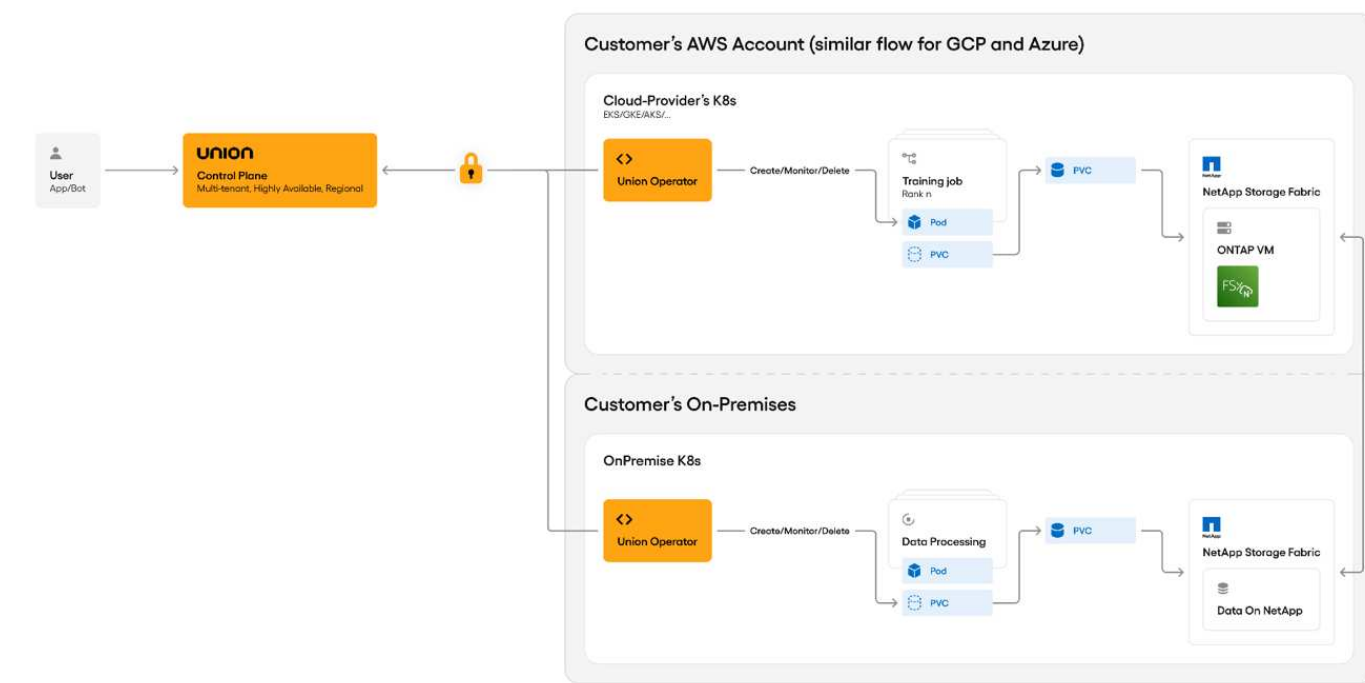 Customer's AWS Account (similar flow for GCP and Azure)
Cloud-Provider's K8s
EKS/GKE/AKS/...
User
App/Bot
UNION
Control Plane
Multi-tenant, Highly Available, Regional
<> 
Union Operator
Create/Monitor/Delete
Training job
Rank n
Pod
PVC
PVC
NetApp
NetApp Storage Fabric
ONTAP VM
FSx
N
Customer's On-Premises
OnPremise K8s
<>
Union Operator
Create/Monitor/Delete
Data Processing
Pod
PVC
PVC
NetApp
NetApp Storage Fabric
Data On NetApp